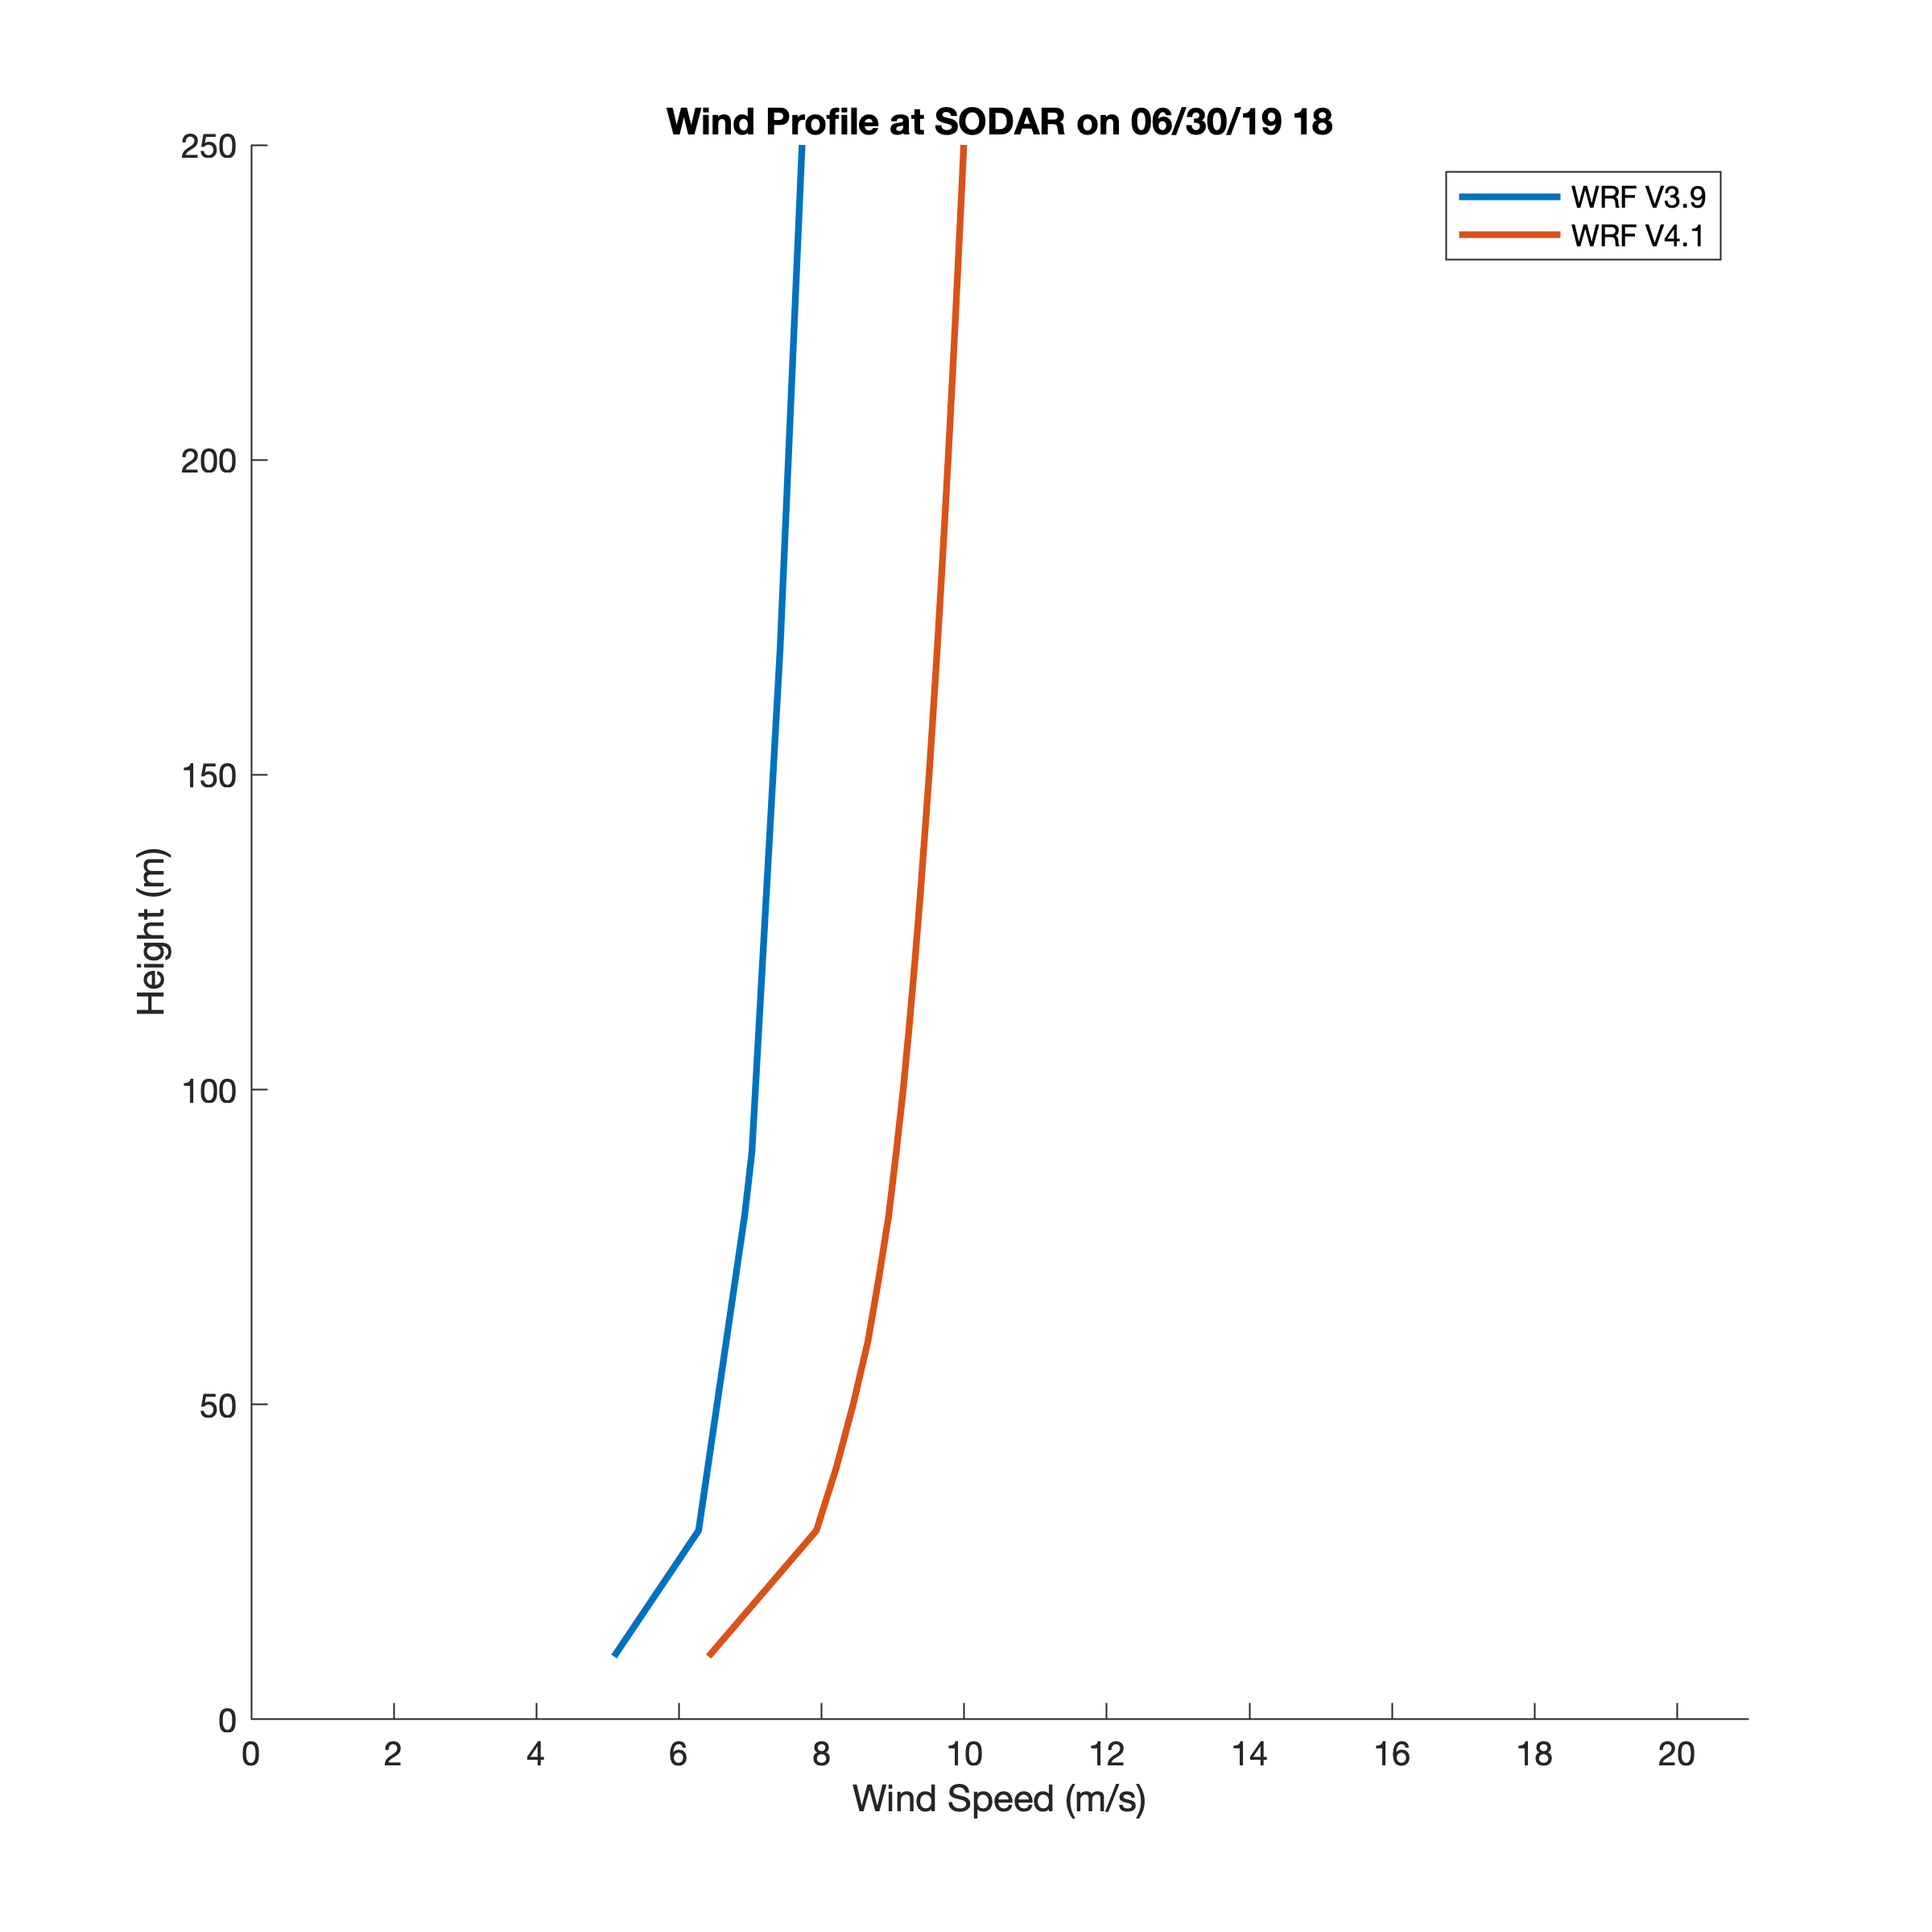 Wind Profile at SODAR on 06/30/19 18
WRF V3.9
WRF V4.1
250
200
150
100
50
0
Height (m)
0 2 4 6 8 10 12 14 16 18 20
Wind Speed (m/s)